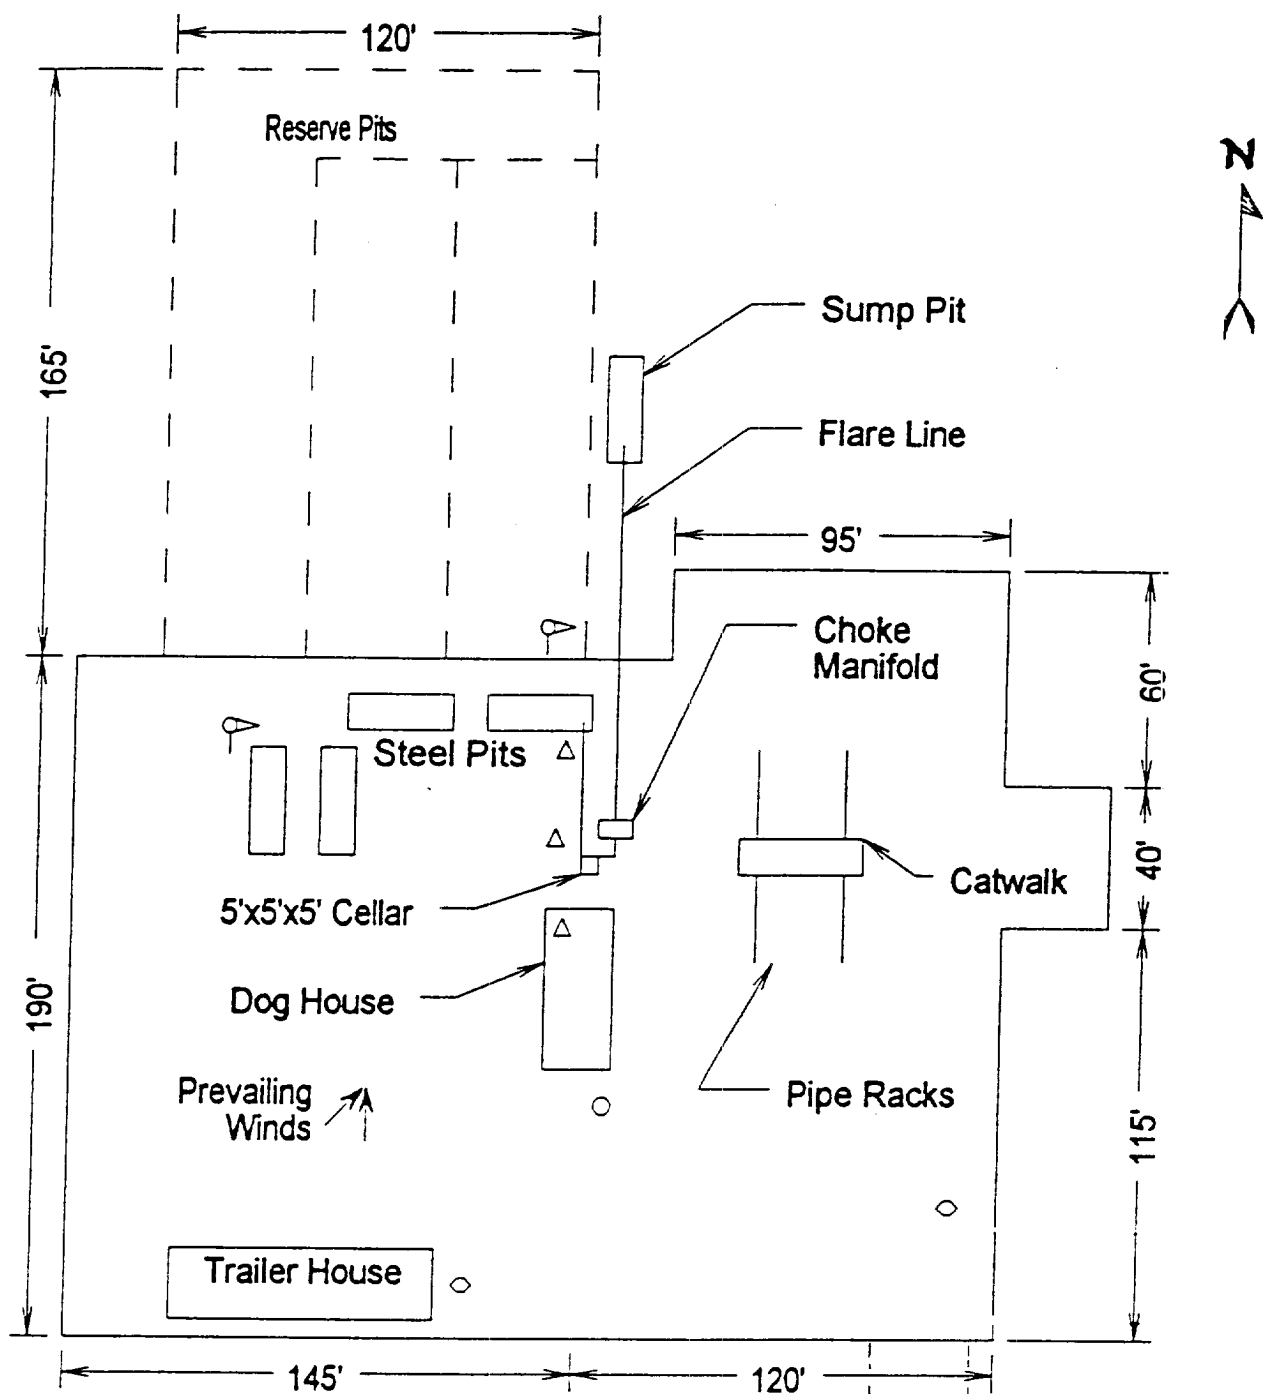 120'
Reserve Pits
N
Sump Pit
165'
Flare Line
95'
Choke
Manifold
60'
Steel Pits
40'
Catwalk
5'x5'x5' Cellar
190'
Dog House
Prevailing
Winds
Pipe Racks
115'
Trailer House
145'
120'